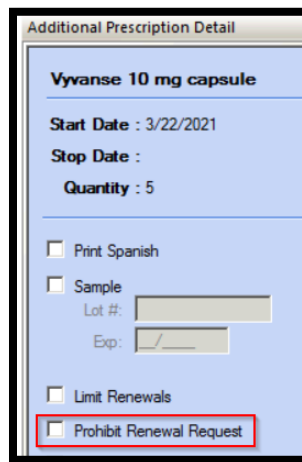 Additional Prescription Detail
Vyvanse 10 mg capsule
Start Date : 3/22/2021
Stop Date :
Quantity : 5
Print Spanish
Sample
Lot #:
Exp: _/____
Limit Renewals
Prohibit Renewal Request